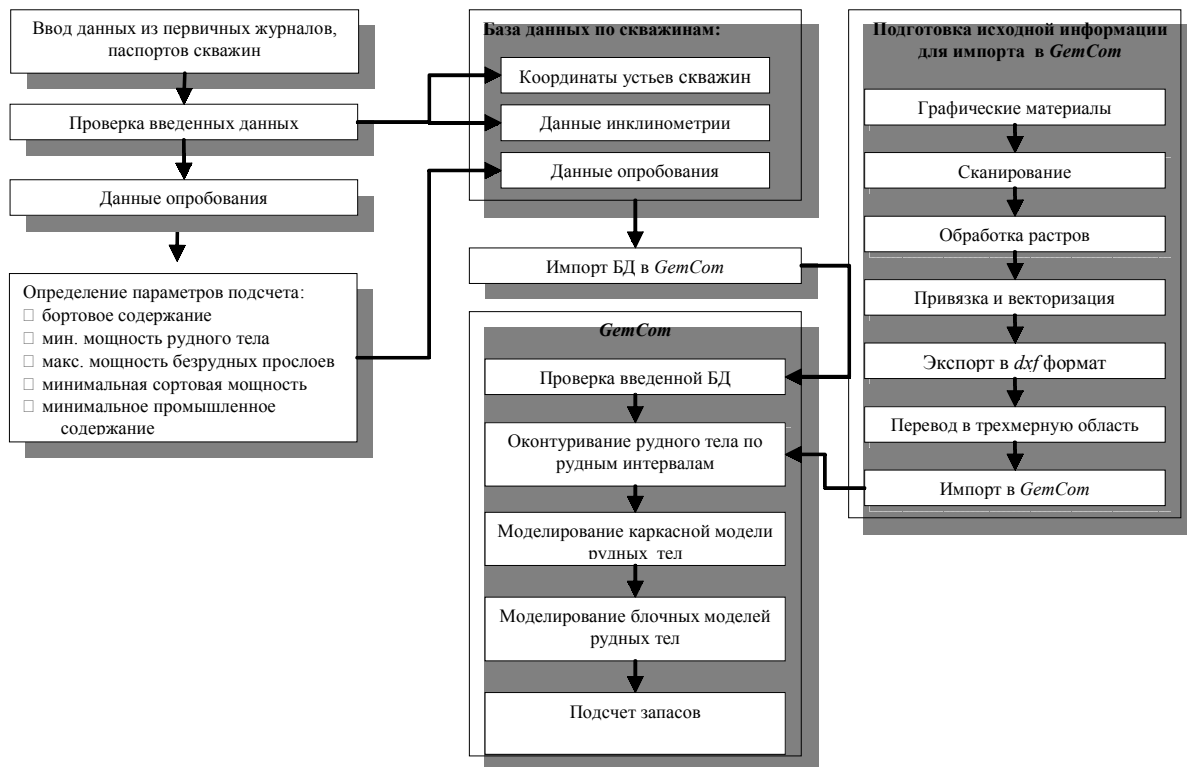 Ввод данных из первичных журналов,
паспортов скважин
Проверка введенных данных
Данные опробования
Определение параметров подсчета:
□ бортовое содержание
□ мин. мощность рудного тела
□ макс. мощность безрудных прослоев
□ минимальная сортовая мощность
□ минимальное промышленное
содержание
База данных по скважинам:
Координаты устьев скважин
Данные инклинометрии
Данные опробования
Импорт БД в GemCom
GemCom
Проверка введенной БД
Оконтуривание рудного тела по
рудным интервалам
Моделирование каркасной модели
рудных тел
Моделирование блочных моделей
рудных тел
Подсчет запасов
Подготовка исходной информации
для импорта в GemCom
Графические материалы
Сканирование
Обработка растров
Привязка и векторизация
Экспорт в dxf формат
Перевод в трехмерную область
Импорт в GemCom